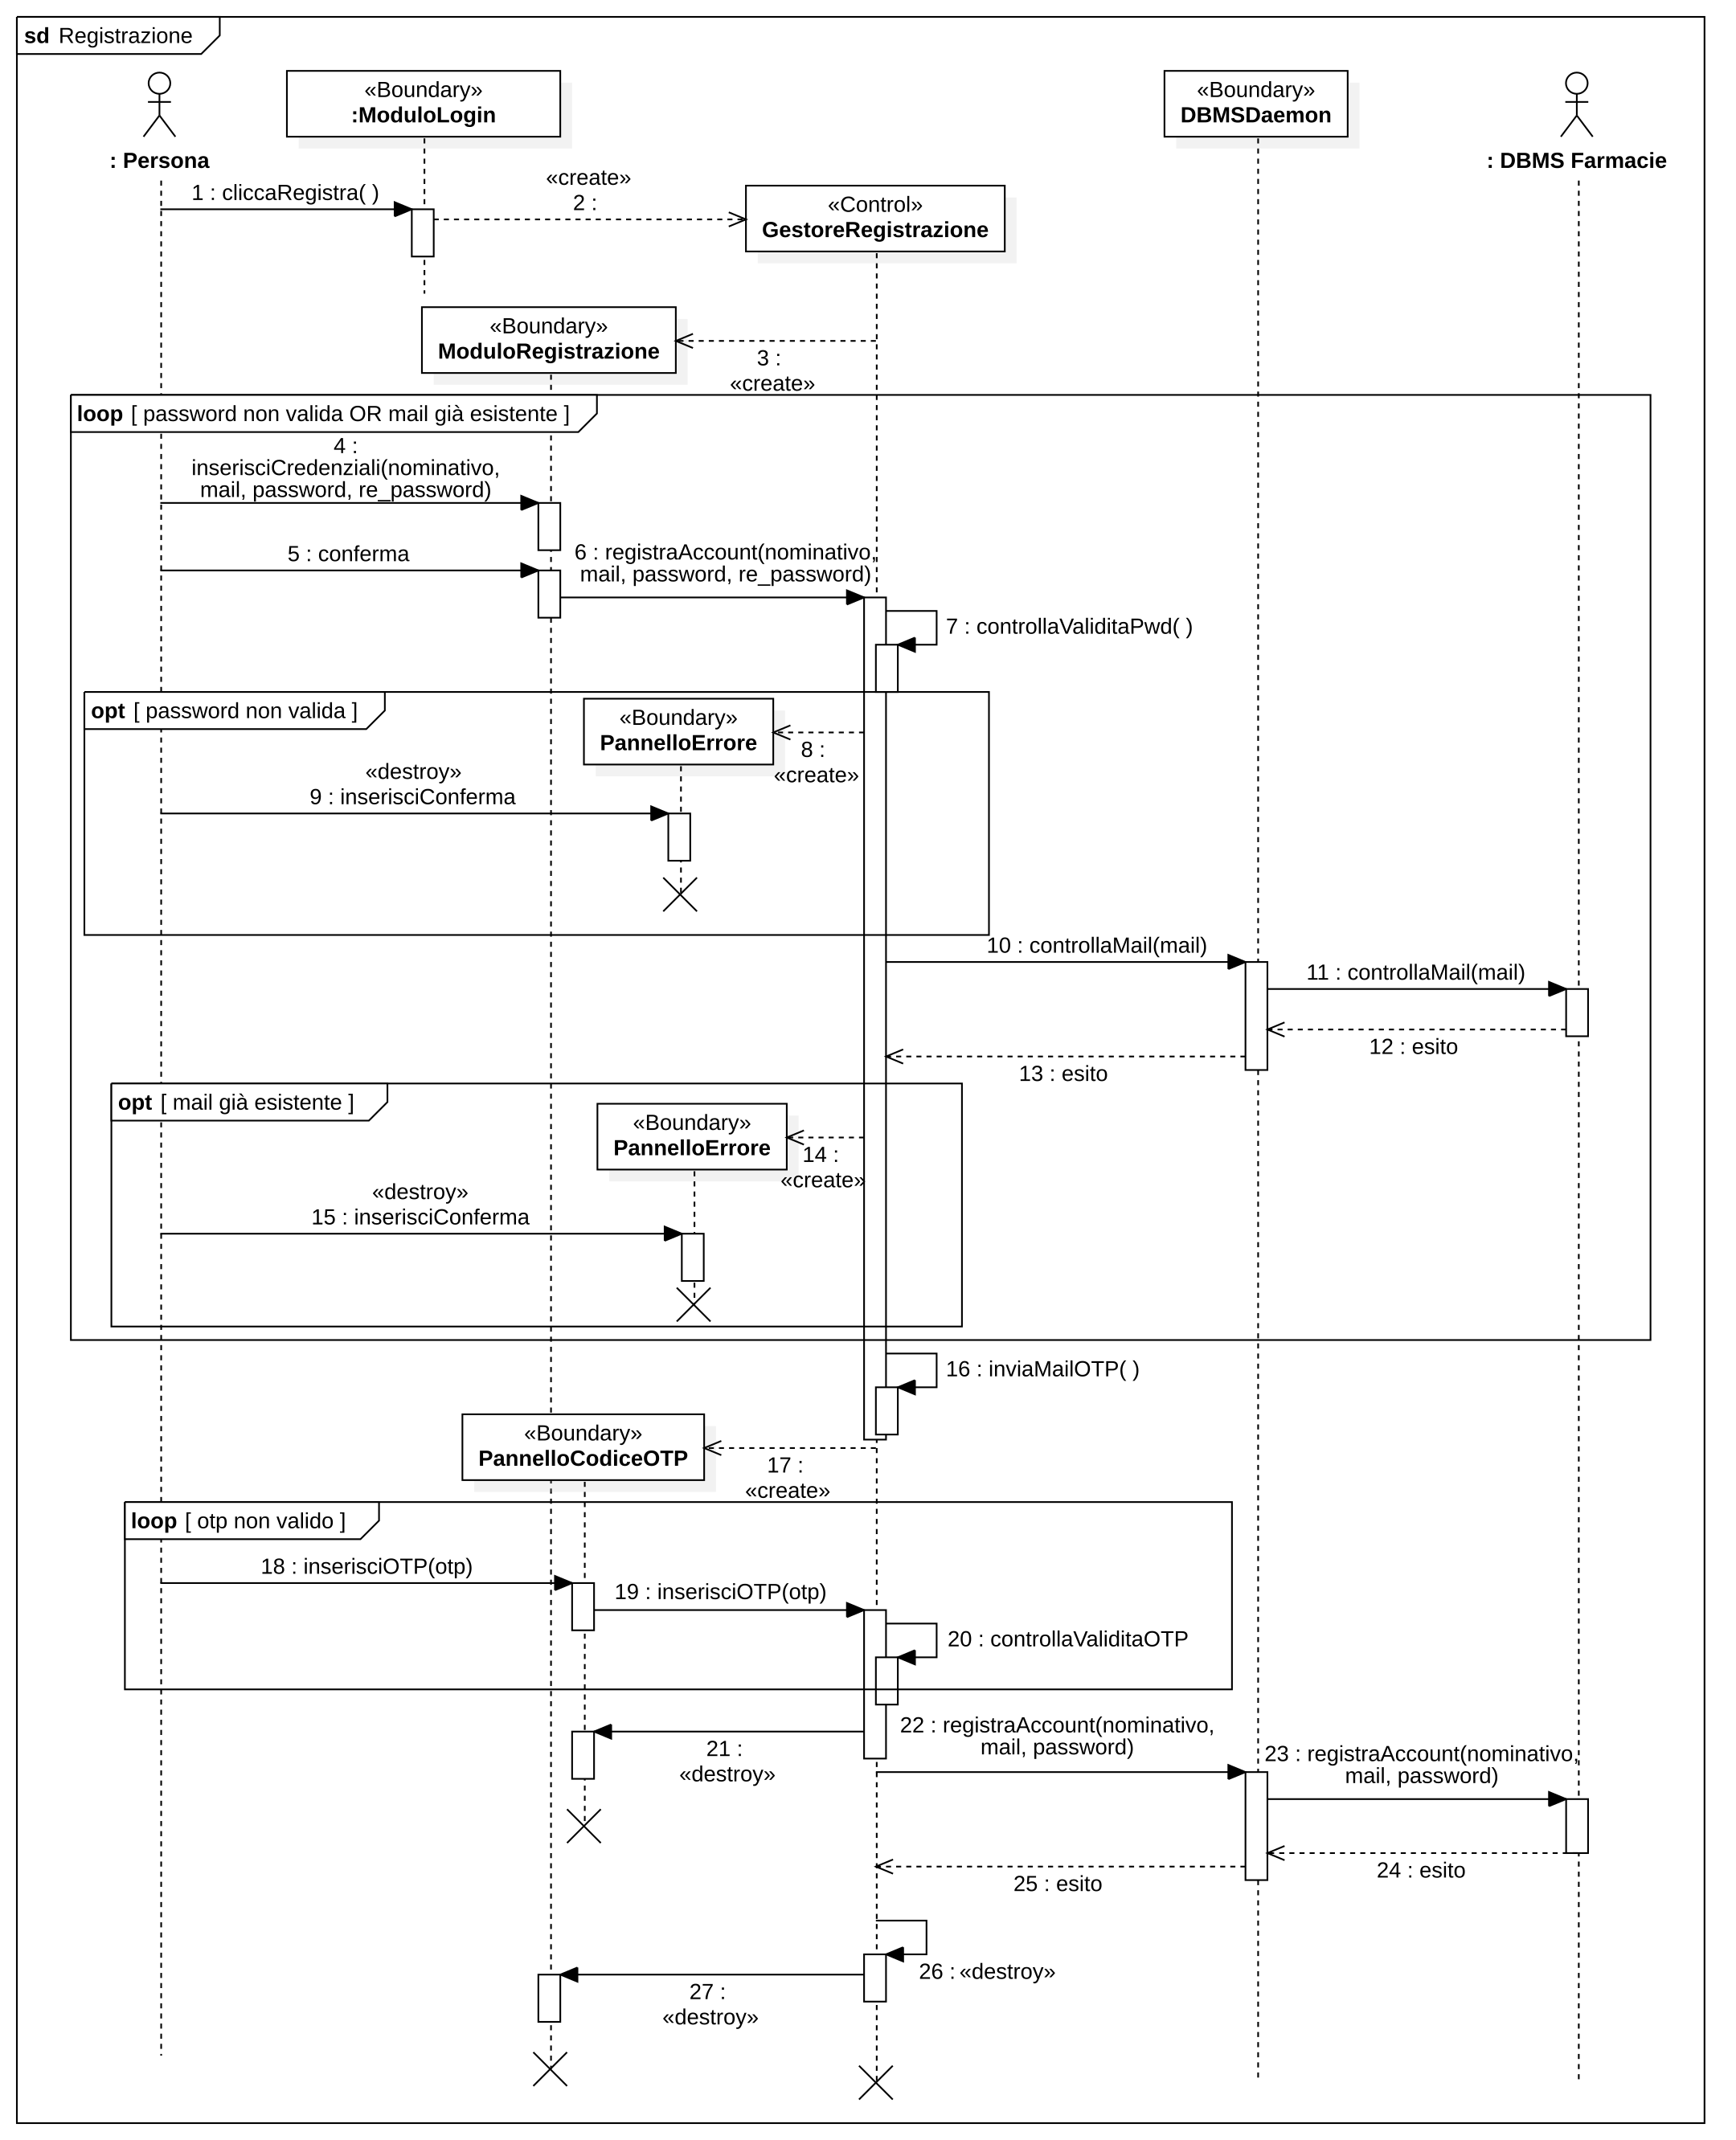 sd Registrazione
«Boundary»
:ModuloLogin
«Boundary»
DBMSDaemon
: Persona
: DBMS Farmacie
1 : cliccaRegistra( )
«create»
2 :
«Control»
GestoreRegistrazione
«Boundary»
ModuloRegistrazione
3 :
«create»
loop [ password non valida OR mail già esistente ]
4 :
inserisciCredenziali(nominativo,
mail, password, re_password)
5 : conferma
6 : registraAccount(nominativo,
mail, password, re_password)
7 : controllaValiditaPwd( )
opt [ password non valida ]
«Boundary»
PannelloErrore
8 :
«create»
«destroy»
9 : inserisciConferma
10 : controllaMail(mail)
11 : controllaMail(mail)
12 : esito
13 : esito
opt [ mail già esistente ]
«Boundary»
PannelloErrore
14 :
«create»
«destroy»
15 : inserisciConferma
16 : inviaMailOTP( )
«Boundary»
PannelloCodiceOTP
17 :
«create»
loop [ otp non valido ]
18 : inserisciOTP(otp)
19 : inserisciOTP(otp)
20 : controllaValiditaOTP
21 :
«destroy»
22 : registraAccount(nominativo,
mail, password)
23 : registraAccount(nominativo,
mail, password)
24 : esito
25 : esito
26 : «destroy»
27 :
«destroy»